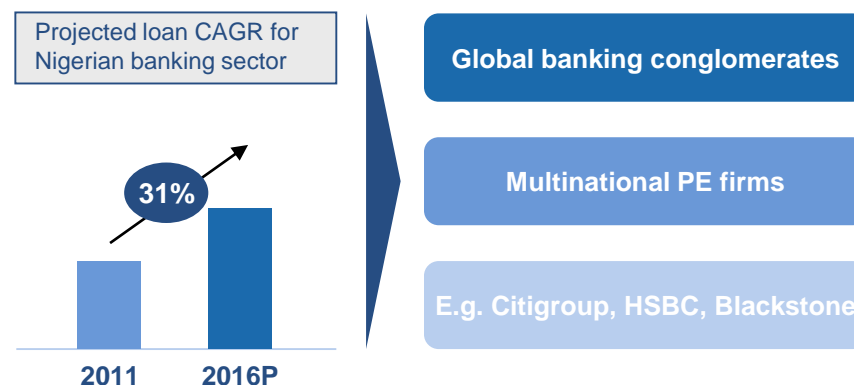 Projected loan CAGR for
Nigerian banking sector
31%
2011
2016P
Global banking conglomerates
Multinational PE firms
E.g. Citigroup, HSBC, Blackstone